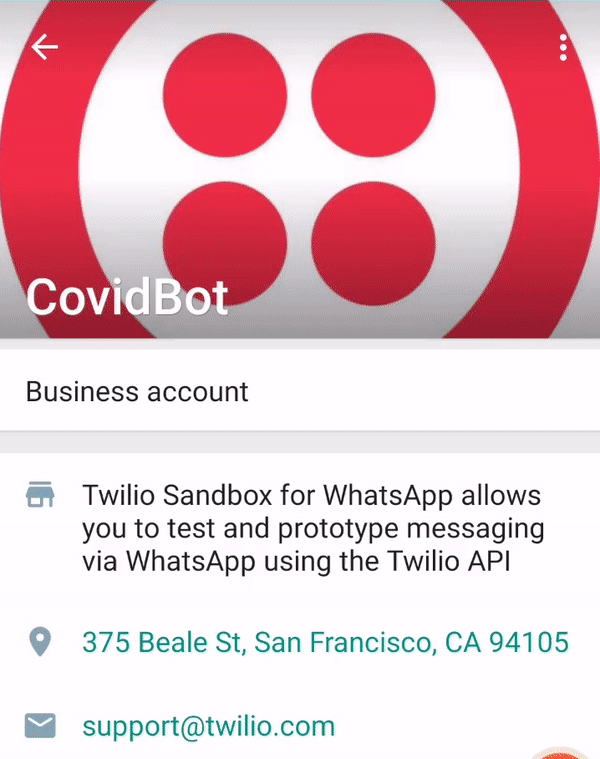 CovidBot
Business account
Twilio Sandbox for WhatsApp allows
you to test and prototype messaging
via WhatsApp using the Twilio API
375 Beale St, San Francisco, CA 94105
support@twilio.com